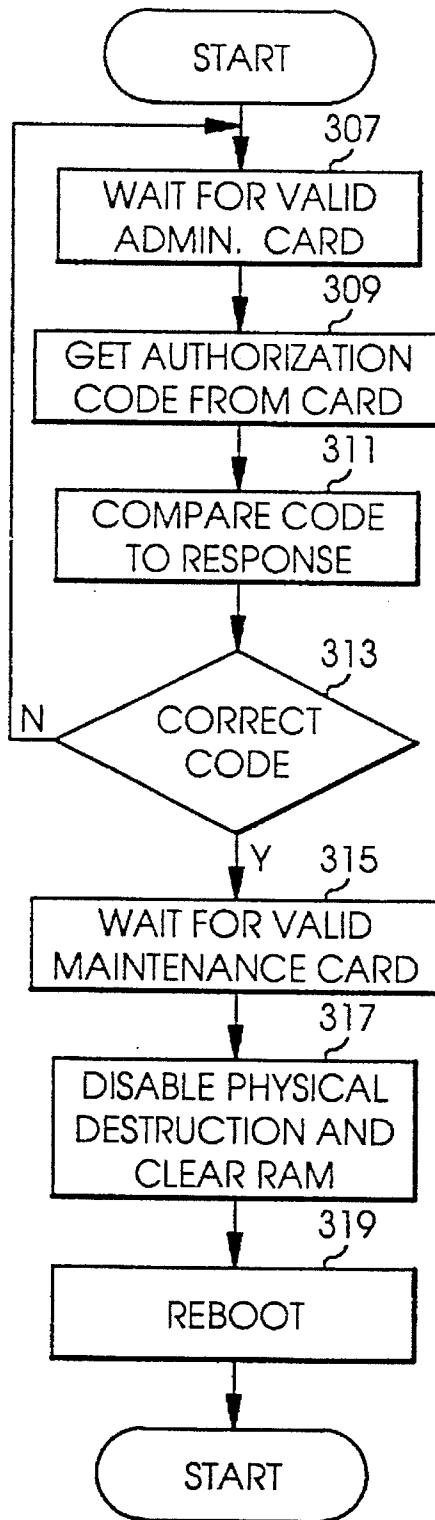 START
307
WAIT FOR VALID
ADMIN. CARD
309
GET AUTHORIZATION
CODE FROM CARD
311
COMPARE CODE
TO RESPONSE
313
N
CORRECT
CODE
Y
315
WAIT FOR VALID
MAINTENANCE CARD
317
DISABLE PHYSICAL
DESTRUCTION AND
CLEAR RAM
319
REBOOT
START